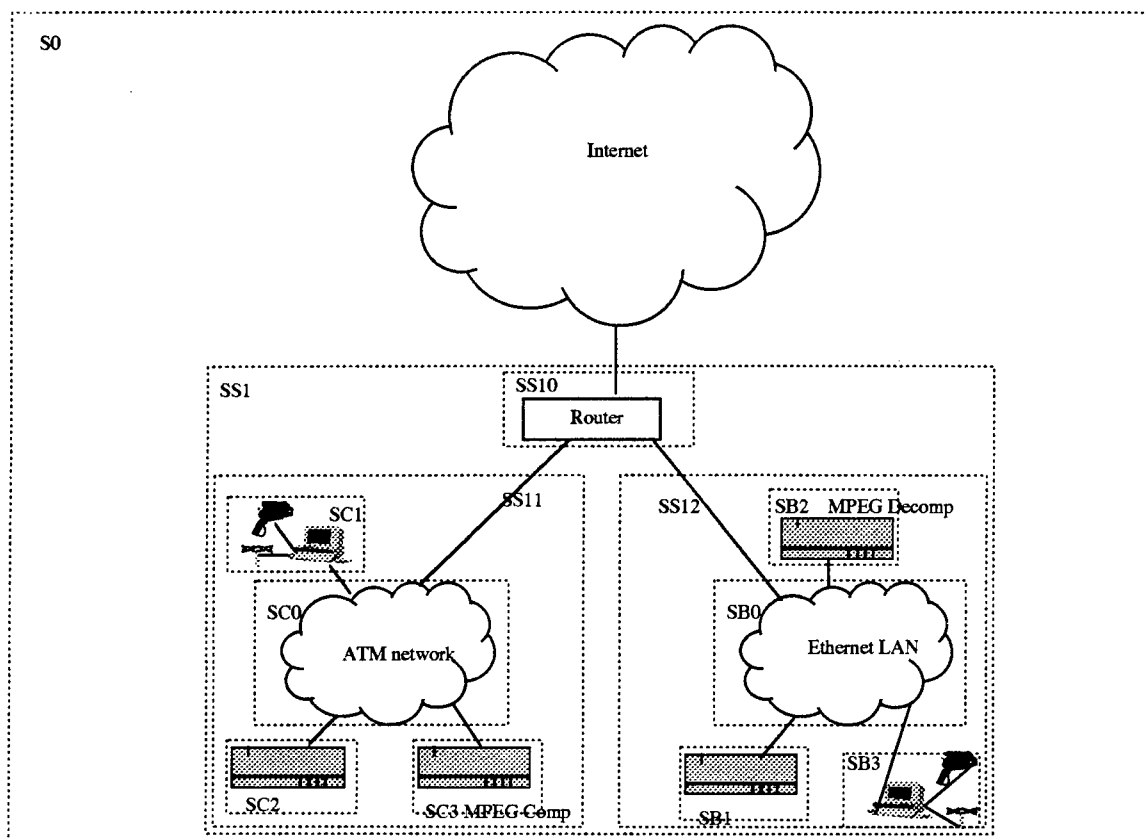 S0
Internet
SS1
SS10
Router
SS11
SS12
SC1
SB2 MPEG Decomp
SC0
ATM network
SB0
Ethernet LAN
SC2
SC3 MPEG Comp
SB1
SB3